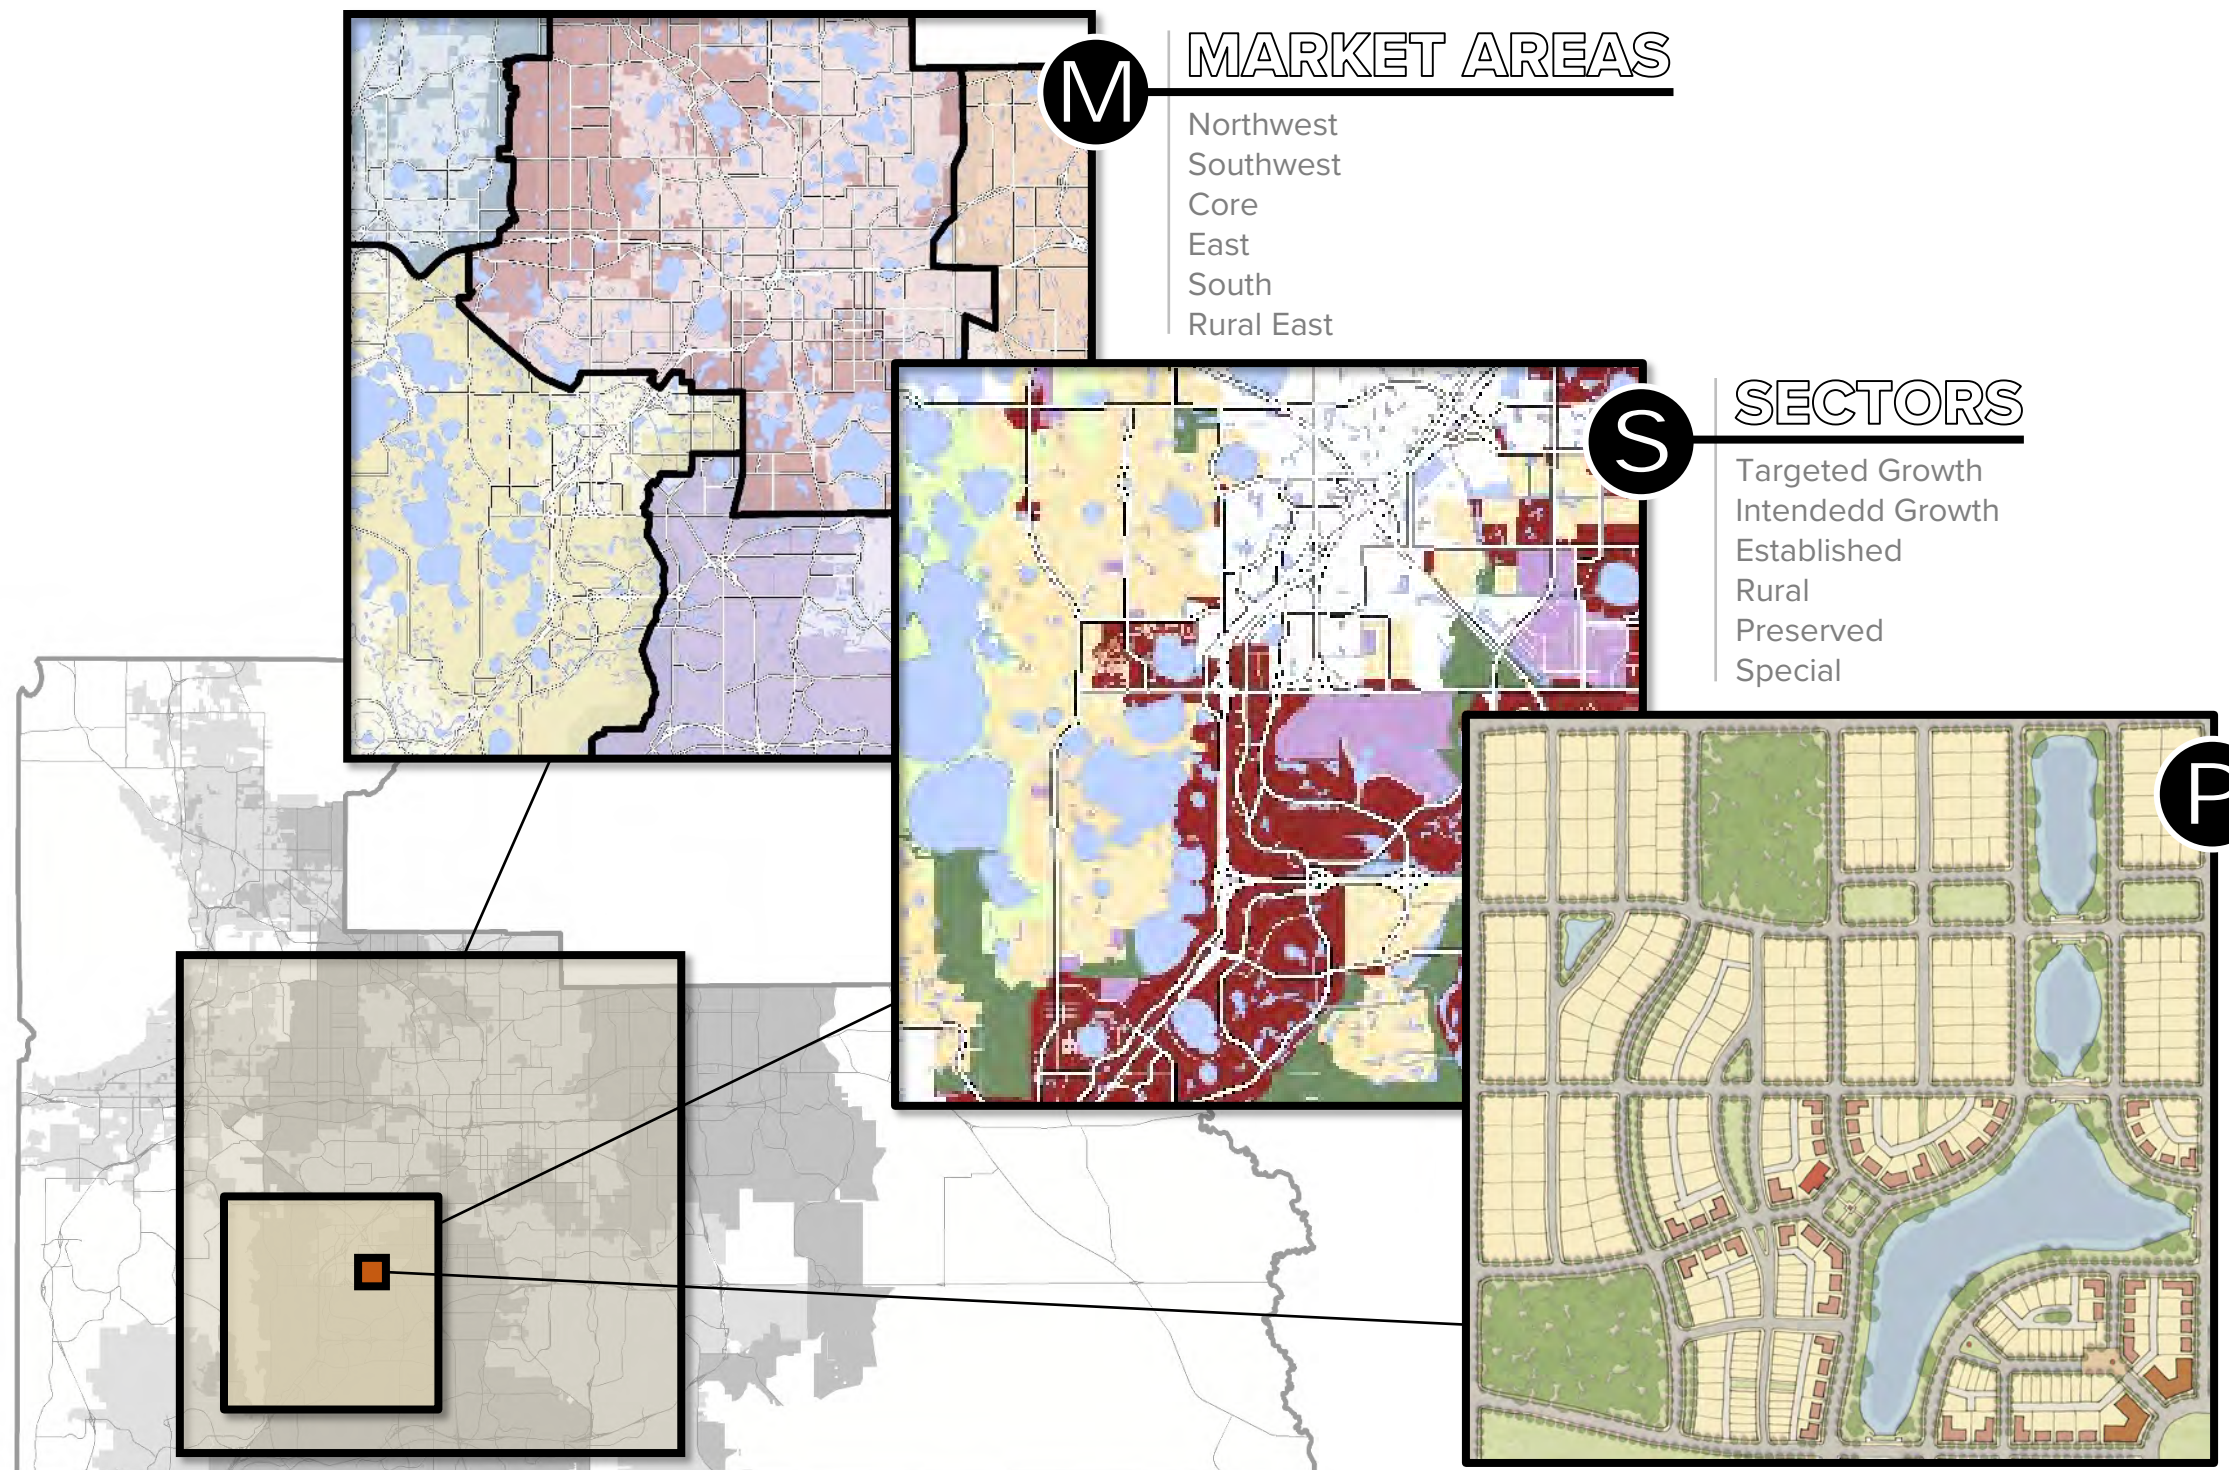 M
MARKET AREAS
Northwest
Southwest
Core
East
South
Rural East
S
SECTORS
Targeted Growth
Intendedd Growth
Established
Rural
Preserved
Special
P